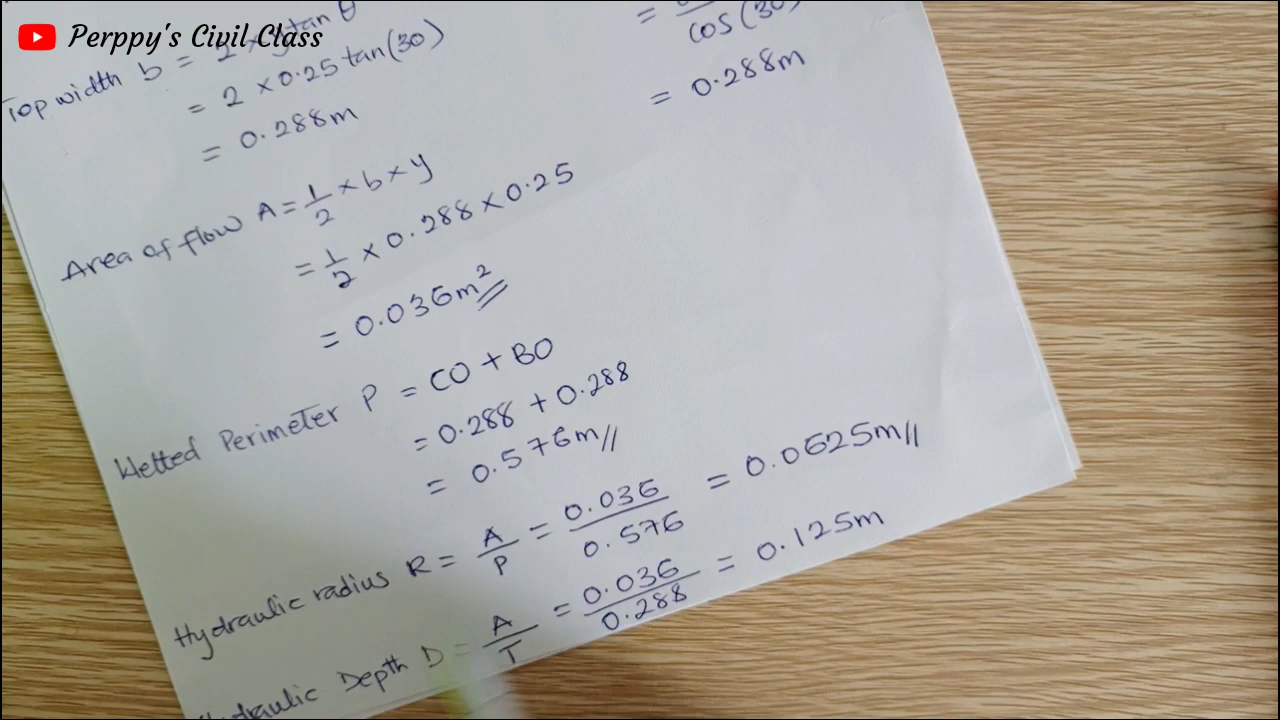 Perppy's Civil Class
Top width b = 2 × y tan θ
= 2 × 0.25 tan(30)
= 0.288m
=
cos(30)
= 0.288m
Area of flow A = 1/2 × b × y
= 1/2 × 0.288 × 0.25
= 0.036m²
Wetted Perimeter P = CO + BO
= 0.288 + 0.288
= 0.576m//
Hydraulic radius R = A/P = 0.036/0.576 = 0.0625m//
Hydraulic Depth D = A/T = 0.036/0.288 = 0.125m